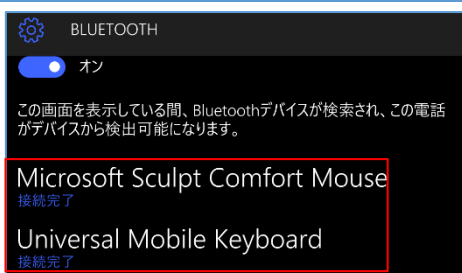 BLUETOOTH
オン
この画面を表示している間、Bluetoothデバイスが検索され、この電話
がデバイスから検出可能になります。
Microsoft Sculpt Comfort Mouse
接続完了
Universal Mobile Keyboard
接続完了